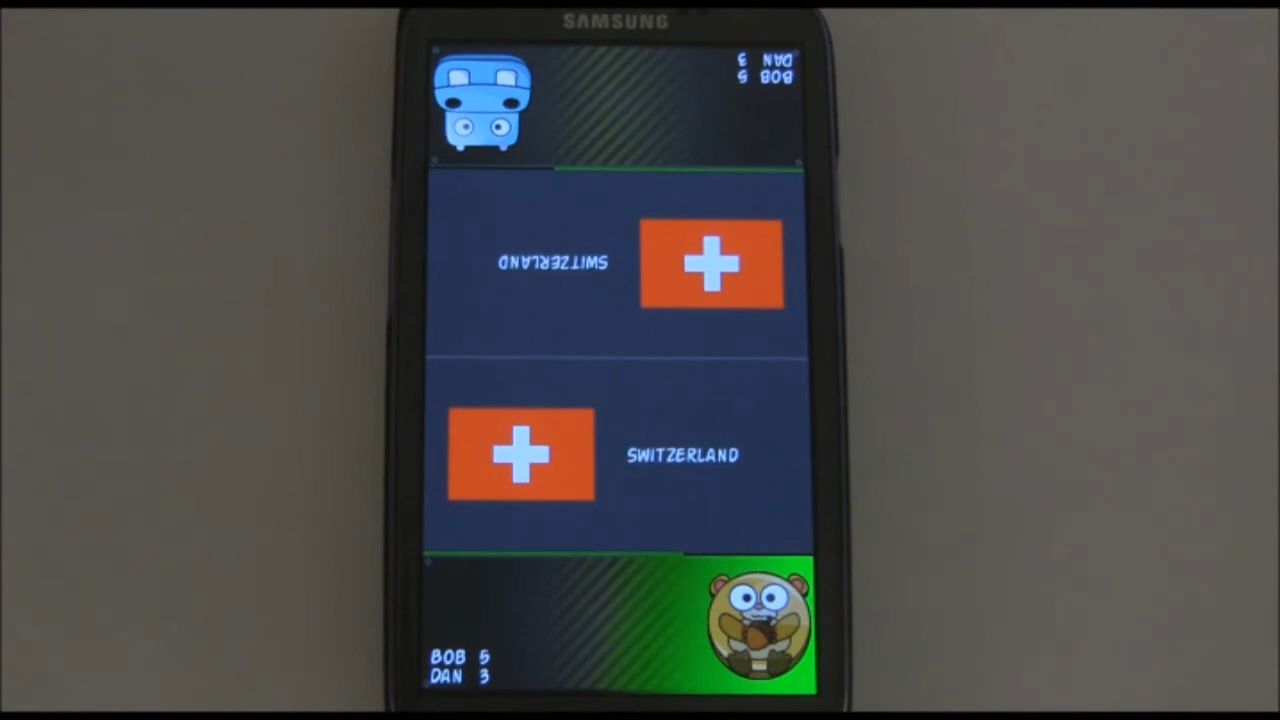 SAMSUNG
DAN 3
BOB 5
SWITZERLAND
SWITZERLAND
BOB 5
DAN 3